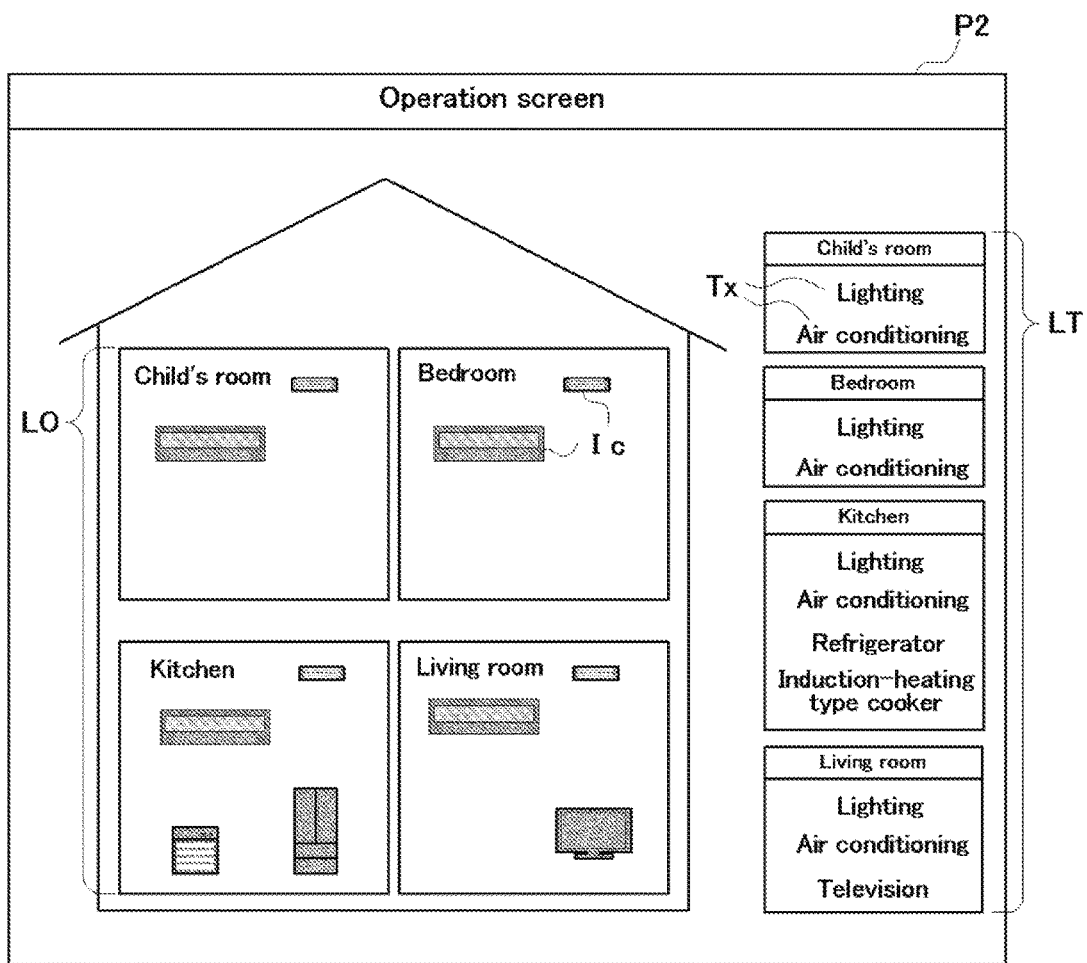 P2
Operation screen
Child's room
Lighting
Air conditioning
Tx
LT
Bedroom
Lighting
Air conditioning
Kitchen
Lighting
Air conditioning
Refrigerator
Induction-heating
type cooker
Living room
Lighting
Air conditioning
Television
LO
Child's room
Bedroom
Ic
Kitchen
Living room